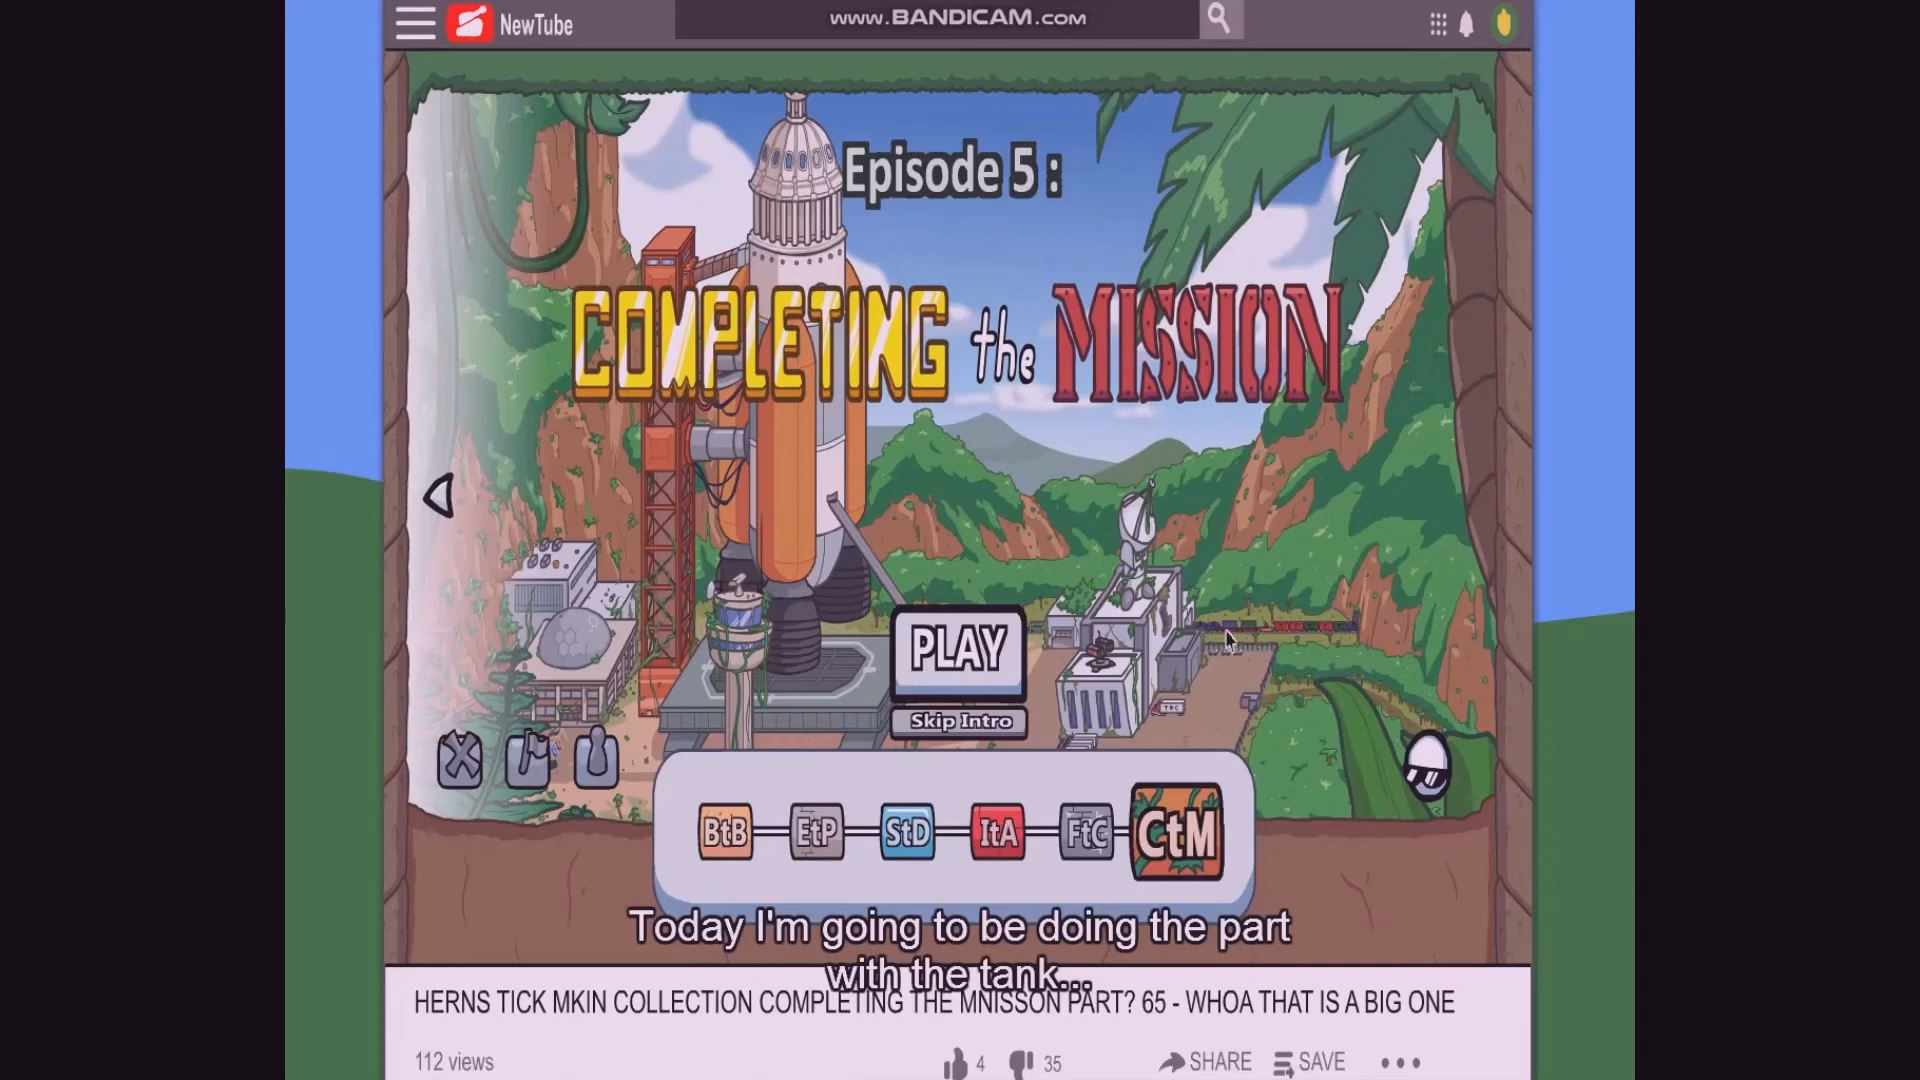 NewTube
www.BANDICAM.com
Episode 5 :
COMPLETING the MISSION
PLAY
Skip Intro
BtB EtP StD ItA FtC CtM
Today I'm going to be doing the part
with the tank...
HERNS TICK MKIN COLLECTION COMPLETING THE MNISSON PART? 65 - WHOA THAT IS A BIG ONE
112 views
4
35
SHARE
SAVE